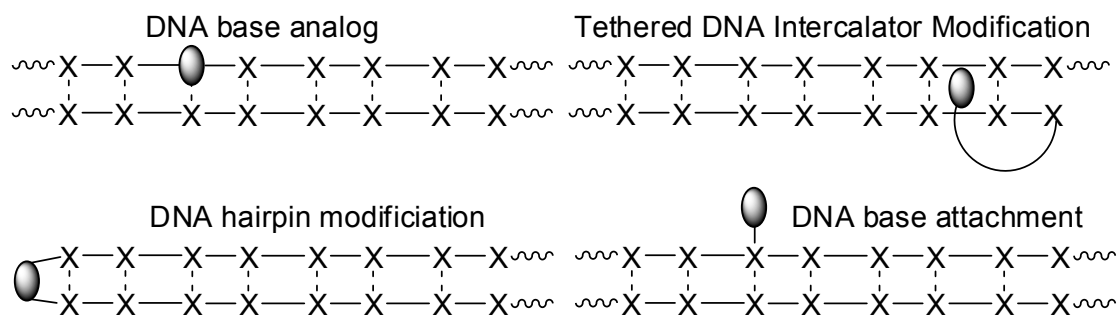 DNA base analog
Tethered DNA Intercalator Modification
X X X X X X X
X X X X X X X X
X X X X X X X X
X X X X X X X X
DNA hairpin modificiation
DNA base attachment
X X X X X X X X
X X X X X X X X
X X X X X X X X
X X X X X X X X